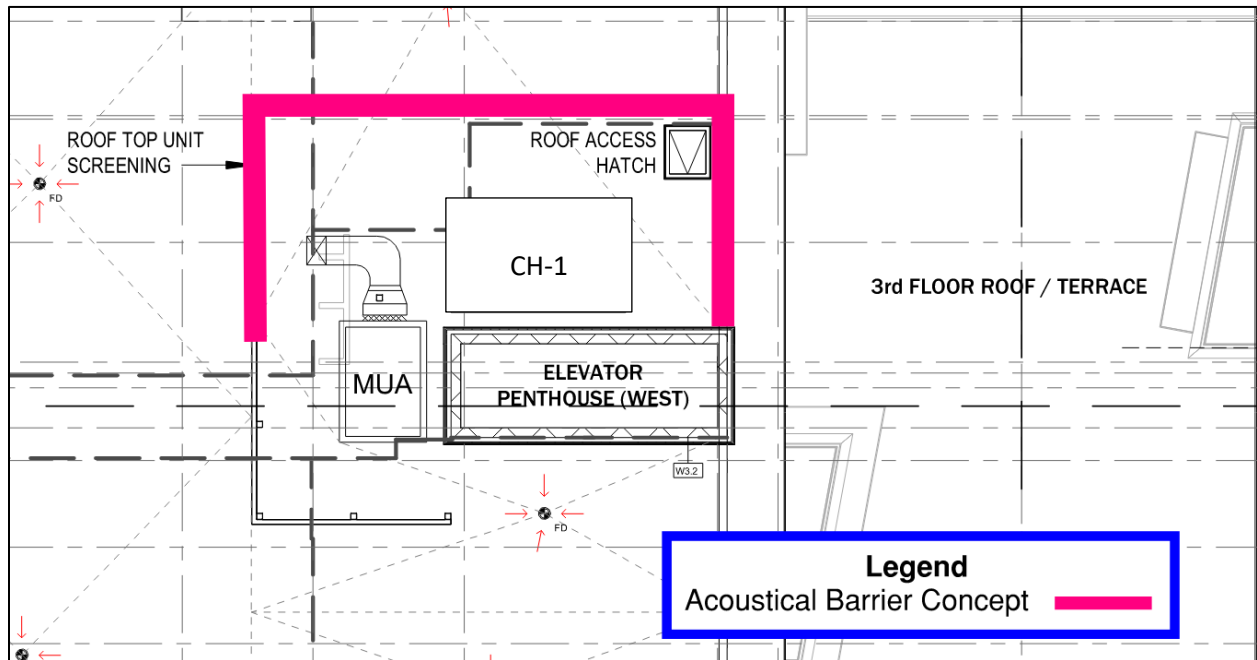 ROOF TOP UNIT
SCREENING
ROOF ACCESS
HATCH
FD
CH-1
3rd FLOOR ROOF / TERRACE
MUA
ELEVATOR
PENTHOUSE (WEST)
W3.2
FD
Legend
Acoustical Barrier Concept